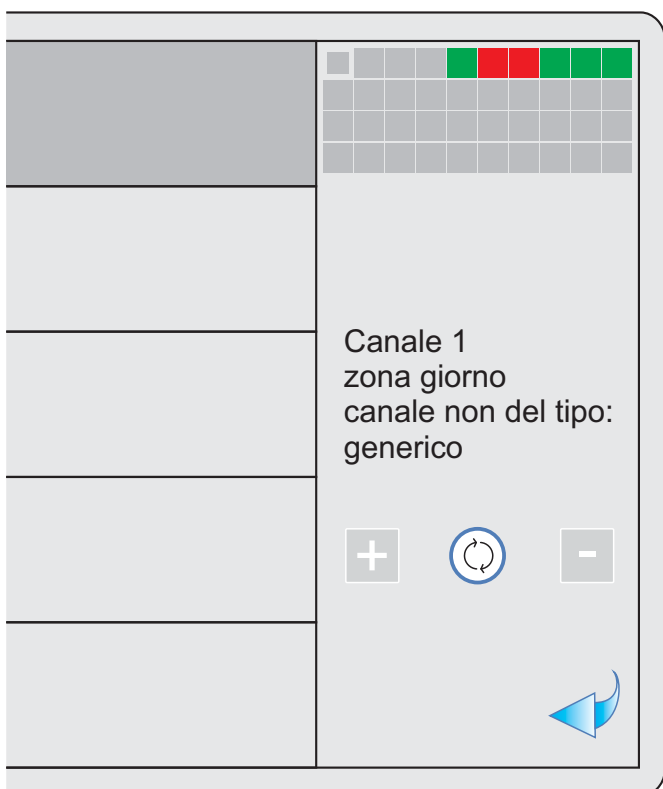 Canale 1
zona giorno
canale non del tipo:
generico
+ -